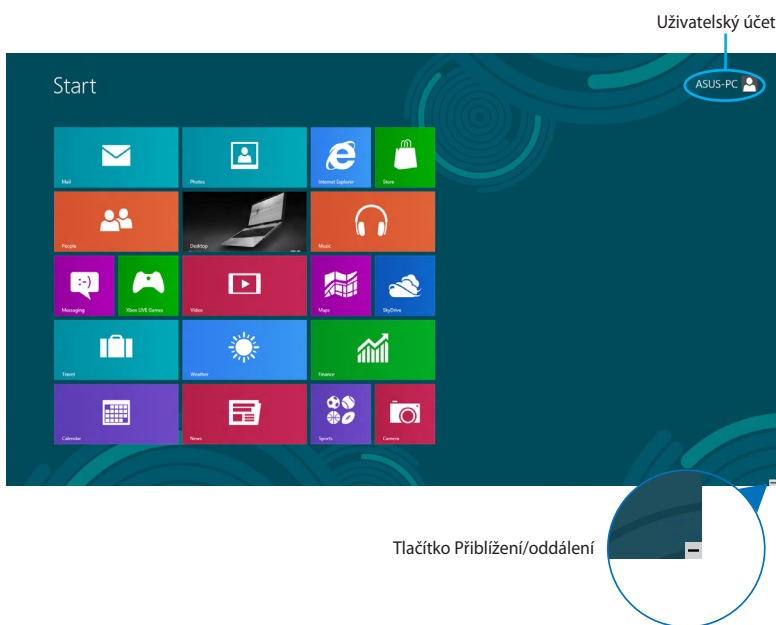 Uživatelský účet
Start
ASUS-PC
Mail
Photos
Internet Explorer
Store
People
Desktop
Music
Messaging
Xbox LIVE Games
Video
Maps
SkyDrive
Travel
Weather
Finance
Calendar
News
Sports
Camera
Tlačítko Přiblížení/oddálení